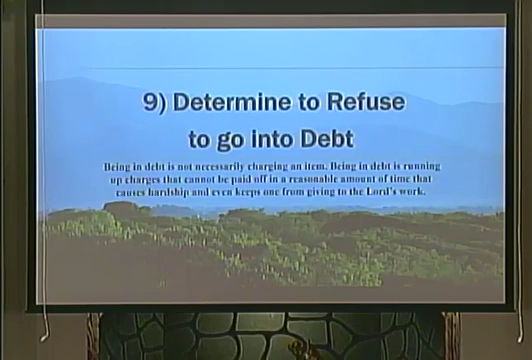 9) Determine to Refuse
to go into Debt
Being in debt is not necessarily charging an item. Being in debt is running
up charges that cannot be paid off in a reasonable amount of time that
causes hardship and even keeps one from giving to the Lord's work.